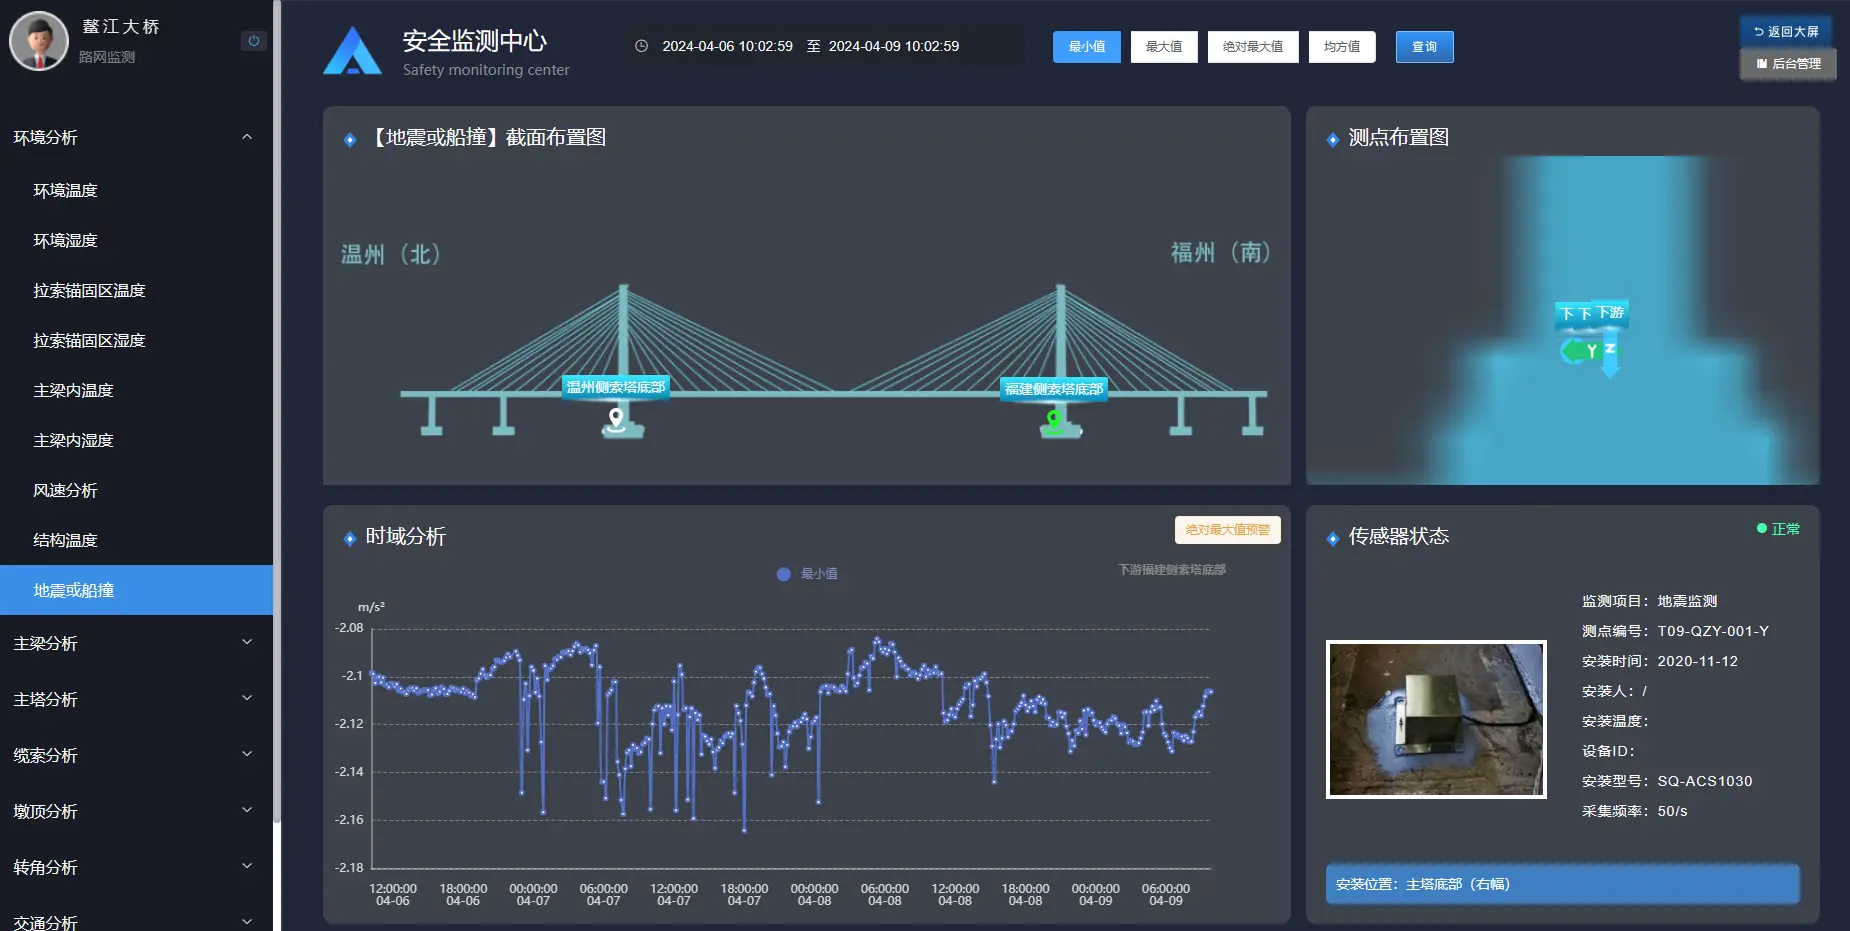 鳌江大桥
路网监测
环境分析
环境温度
环境湿度
拉索锚固区温度
拉索锚固区湿度
主梁内温度
主梁内湿度
风速分析
结构温度
地震或船撞
主梁分析
主塔分析
缆索分析
墩顶分析
转角分析
交通分析
安全监测中心
Safety monitoring center
2024-04-06 10:02:59 至 2024-04-09 10:02:59
最小值 最大值 绝对最大值 均方值 查询
返回大屏
后台管理
【地震或船撞】截面布置图
温州（北） 福州（南）
温州侧索塔底部 福建侧索塔底部
测点布置图
下 下 下游
Y Z
时域分析
绝对最大值预警
最小值
下游福建侧索塔底部
m/s²
-2.08
-2.1
-2.12
-2.14
-2.16
-2.18
12:00:00 18:00:00 00:00:00 06:00:00 12:00:00 18:00:00 00:00:00 06:00:00 12:00:00 18:00:00 00:00:00 06:00:00
04-06 04-06 04-07 04-07 04-07 04-07 04-08 04-08 04-08 04-08 04-09 04-09
传感器状态
正常
监测项目：地震监测
测点编号：T09-QZY-001-Y
安装时间：2020-11-12
安装人：/
安装温度：
设备ID：
安装型号：SQ-ACS1030
采集频率：50/s
安装位置：主塔底部（右幅）